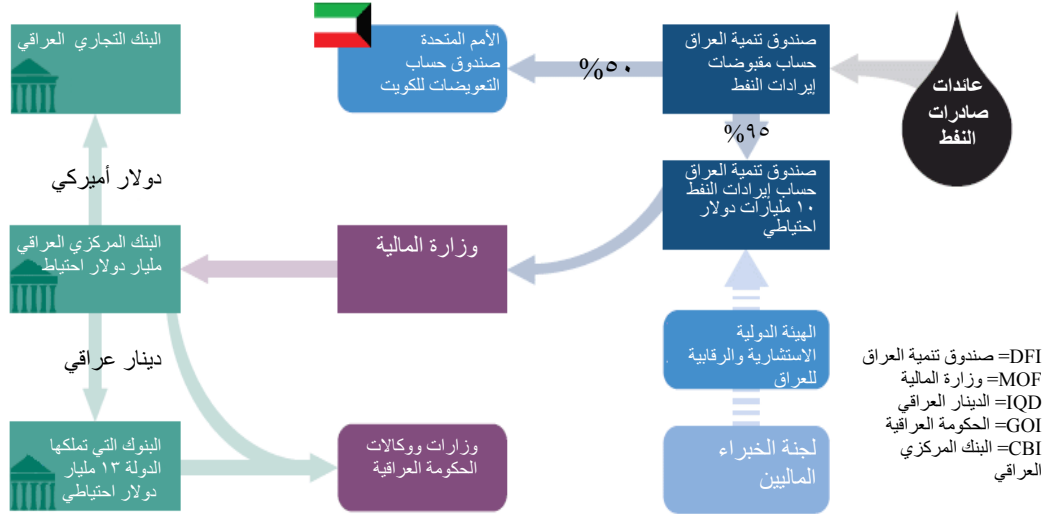 عائدات
صادرات
النفط
صندوق تنمية العراق
حساب مقبوضات
إيرادات النفط
%٥٠
الأمم المتحدة
صندوق حساب
التعويضات للكويت
%٩٥
صندوق تنمية العراق
حساب إيرادات النفط
١٠ مليارات دولار
احتياطي
وزارة المالية
البنك المركزي العراقي
مليار دولار احتياط
دولار أميركي
البنك التجاري العراقي
دينار عراقي
البنوك التي تملكها
الدولة ١٣ مليار
دولار احتياطي
وزارات ووكالات
الحكومة العراقية
الهيئة الدولية
الاستشارية والرقابية
للعراق
لجنة الخبراء
الماليين
DFI= صندوق تنمية العراق
MOF= وزارة المالية
IQD= الدينار العراقي
GOI= الحكومة العراقية
CBI= البنك المركزي
العراقي